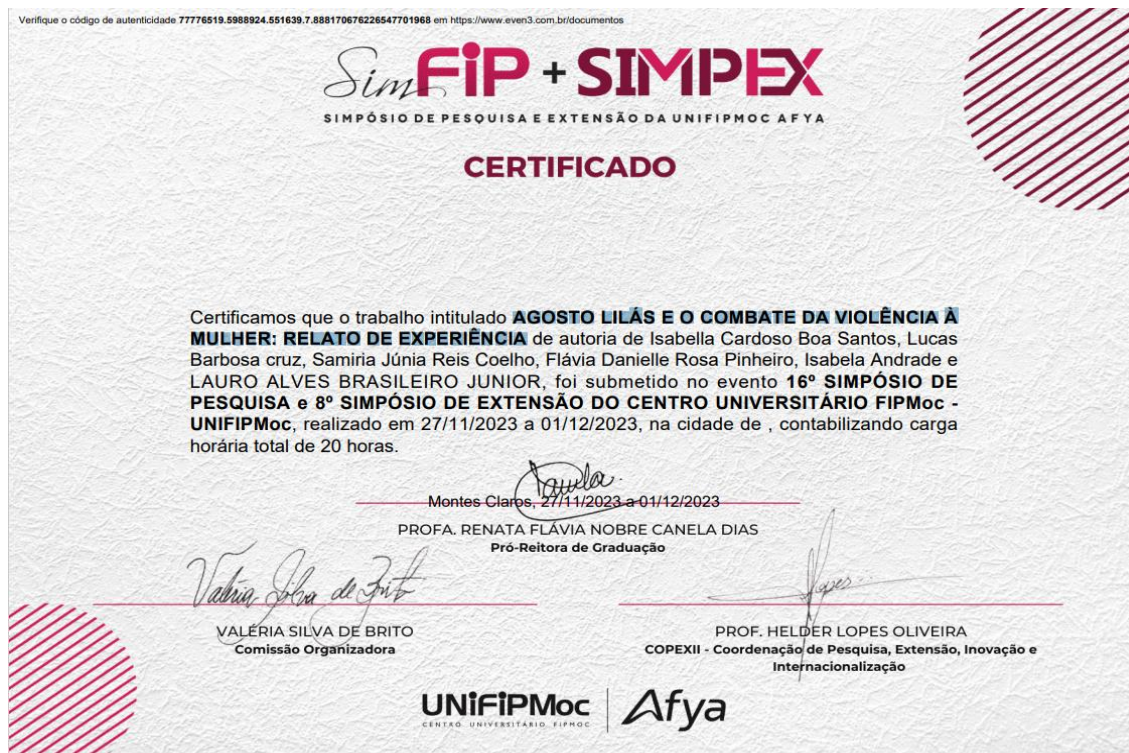 Verifique o código de autenticidade 77776519.5988924.551639.7.888170676226547701968 em https://www.even3.com.br/documentos
SimFiP + SIMPEX
SIMPÓSIO DE PESQUISA E EXTENSÃO DA UNIFIPMOC AFYA
CERTIFICADO
Certificamos que o trabalho intitulado AGOSTO LILÁS E O COMBATE DA VIOLÊNCIA À
MULHER: RELATO DE EXPERIÊNCIA de autoria de Isabella Cardoso Boa Santos, Lucas
Barbosa cruz, Samiria Júnia Reis Coelho, Flávia Danielle Rosa Pinheiro, Isabela Andrade e
LAURO ALVES BRASILEIRO JUNIOR, foi submetido no evento 16º SIMPÓSIO DE
PESQUISA e 8º SIMPÓSIO DE EXTENSÃO DO CENTRO UNIVERSITÁRIO FIPMoc -
UNIFIPMoc, realizado em 27/11/2023 a 01/12/2023, na cidade de , contabilizando carga
horária total de 20 horas.
Montes Claros, 27/11/2023 a 01/12/2023
PROFA. RENATA FLÁVIA NOBRE CANELA DIAS
Pró-Reitora de Graduação
Valéria Silva de Brito
VALÉRIA SILVA DE BRITO
Comissão Organizadora
PROF. HELDER LOPES OLIVEIRA
COPEXII - Coordenação de Pesquisa, Extensão, Inovação e
Internacionalização
UNiFiPMoc
CENTRO UNIVERSITÁRIO FIPMOC
Afya